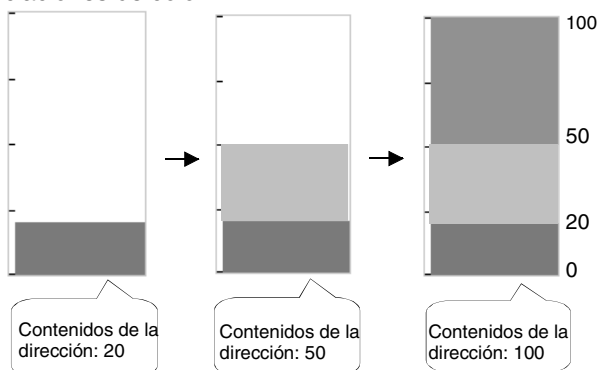 100
50
20
0
Contenidos de la
dirección: 20
Contenidos de la
dirección: 50
Contenidos de la
dirección: 100